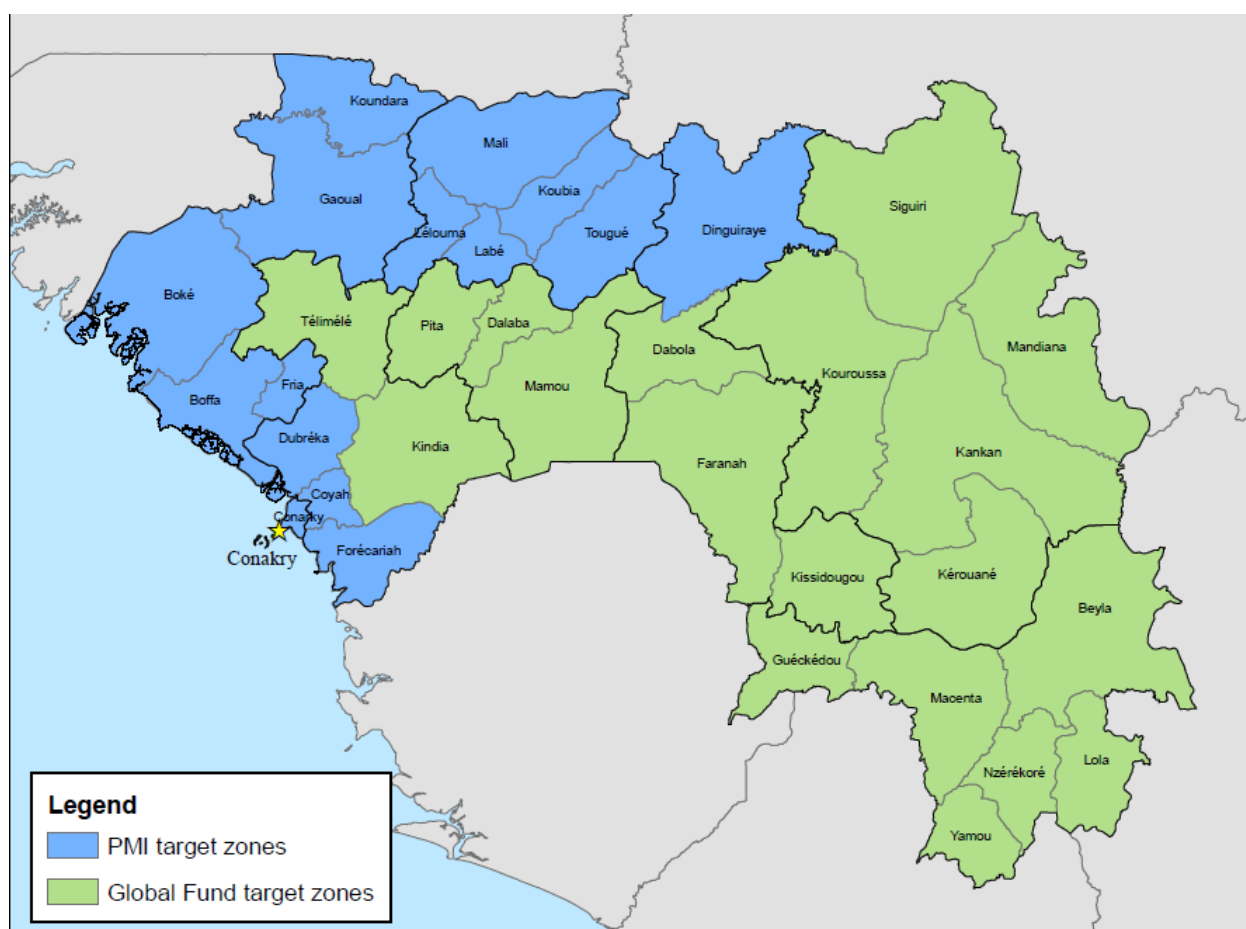 Koundara
Mali
Koubia
Gaoual
Siguiri
Lélouma
Labé
Tougué
Dinguiraye
Boké
Télimélé
Pita
Dalaba
Dabola
Mandiana
Kouroussa
Fria
Boffa
Mamou
Dubréka
Kindia
Kankan
Faranah
Coyah
Conakry
Conakry
Forécariah
Kissidougou
Kérouané
Beyla
Guéckédou
Macenta
Nzérékoré
Lola
Yamou
Legend
PMI target zones
Global Fund target zones